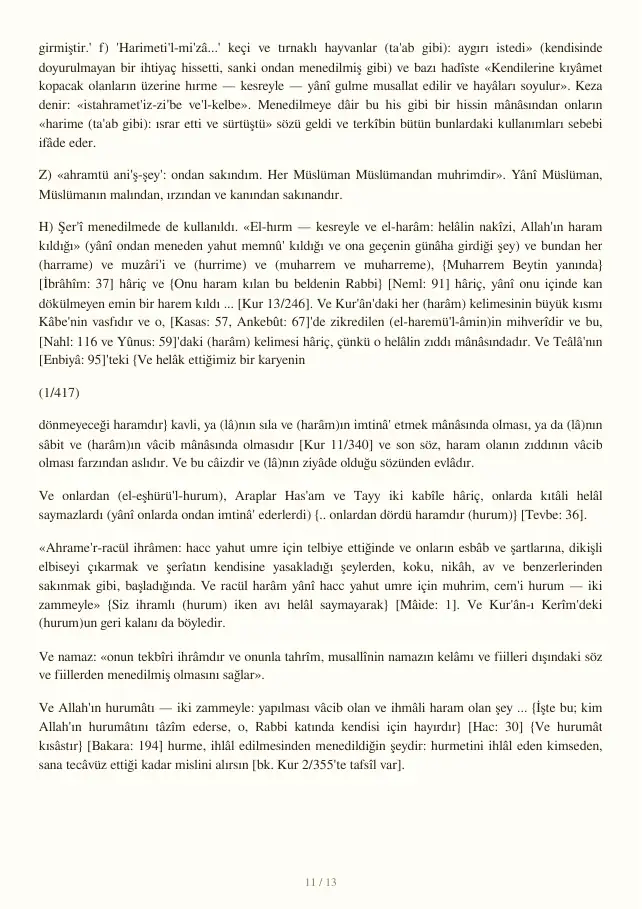 girmiştir.' f) 'Harimeti'l-mi'zâ...' keçi ve tırnaklı hayvanlar (ta'ab gibi): aygırı istedi» (kendisinde
doyurulmayan bir ihtiyaç hissetti, sanki ondan menedilmiş gibi) ve bazı hadîste «Kendilerine kıyâmet
kopacak olanların üzerine hırme — kesreyle — yânî gulme musallat edilir ve hayâları soyulur». Keza
denir: «istahramet'iz-zi'be ve'l-kelbe». Menedilmeye dâir bu his gibi bir hissin mânâsından onların
«harime (ta'ab gibi): ısrar etti ve sürtüştü» sözü geldi ve terkîbin bütün bunlardaki kullanımları sebebi
ifâde eder.
Z) «ahramtü ani'ş-şey': ondan sakındım. Her Müslüman Müslümandan muhrimdir». Yânî Müslüman,
Müslümanın malından, ırzından ve kanından sakınandır.
H) Şer'î menedilmede de kullanıldı. «El-hırm — kesreyle ve el-harâm: helâlin nakîzi, Allah'ın haram
kıldığı» (yânî ondan meneden yahut memnû' kıldığı ve ona geçenin günâha girdiği şey) ve bundan her
(harrame) ve muzâri'i ve (hurrime) ve (muharrem ve muharreme), {Muharrem Beytin yanında}
[İbrâhîm: 37] hâriç ve {Onu haram kılan bu beldenin Rabbi} [Neml: 91] hâriç, yânî onu içinde kan
dökülmeyen emin bir harem kıldı ... [Kur 13/246]. Ve Kur'ân'daki her (harâm) kelimesinin büyük kısmı
Kâbe'nin vasfıdır ve o, [Kasas: 57, Ankebût: 67]'de zikredilen (el-haremü'l-âmin)in mihverîdir ve bu,
[Nahl: 116 ve Yûnus: 59]'daki (harâm) kelimesi hâriç, çünkü o helâlin zıddı mânâsındadır. Ve Teâlâ'nın
[Enbiyâ: 95]'teki {Ve helâk ettiğimiz bir karyenin
(1/417)
dönmeyeceği haramdır} kavli, ya (lâ)nın sıla ve (harâm)ın imtinâ' etmek mânâsında olması, ya da (lâ)nın
sâbit ve (harâm)ın vâcib mânâsında olmasıdır [Kur 11/340] ve son söz, haram olanın zıddının vâcib
olması farzından aslıdır. Ve bu câizdir ve (lâ)nın ziyâde olduğu sözünden evlâdır.
Ve onlardan (el-eşhürü'l-hurum), Araplar Has'am ve Tayy iki kabîle hâriç, onlarda kıtâli helâl
saymazlardı (yânî onlarda ondan imtinâ' ederlerdi) {.. onlardan dördü haramdır (hurum)} [Tevbe: 36].
«Ahrame'r-racül ihrâmen: hacc yahut umre için telbiye ettiğinde ve onların esbâb ve şartlarına, dikişli
elbiseyi çıkarmak ve şerîatın kendisine yasakladığı şeylerden, koku, nikâh, av ve benzerlerinden
sakınmak gibi, başladığında. Ve racül harâm yânî hacc yahut umre için muhrim, cem'i hurum — iki
zammeyle» {Siz ihramlı (hurum) iken avı helâl saymayarak} [Mâide: 1]. Ve Kur'ân-ı Kerîm'deki
(hurum)un geri kalanı da böyledir.
Ve namaz: «onun tekbîri ihrâmdır ve onunla tahrîm, musallînin namazın kelâmı ve fiilleri dışındaki söz
ve fiillerden menedilmiş olmasını sağlar».
Ve Allah'ın hurumâtı — iki zammeyle: yapılması vâcib olan ve ihmâli haram olan şey ... {İşte bu; kim
Allah'ın hurumâtını tâzîm ederse, o, Rabbi katında kendisi için hayırdır} [Hac: 30] {Ve hurumât
kısâstır} [Bakara: 194] hurme, ihlâl edilmesinden menedildiğin şeydir: hurmetini ihlâl eden kimseden,
sana tecâvüz ettiği kadar mislini alırsın [bk. Kur 2/355'te tafsîl var].
11 / 13